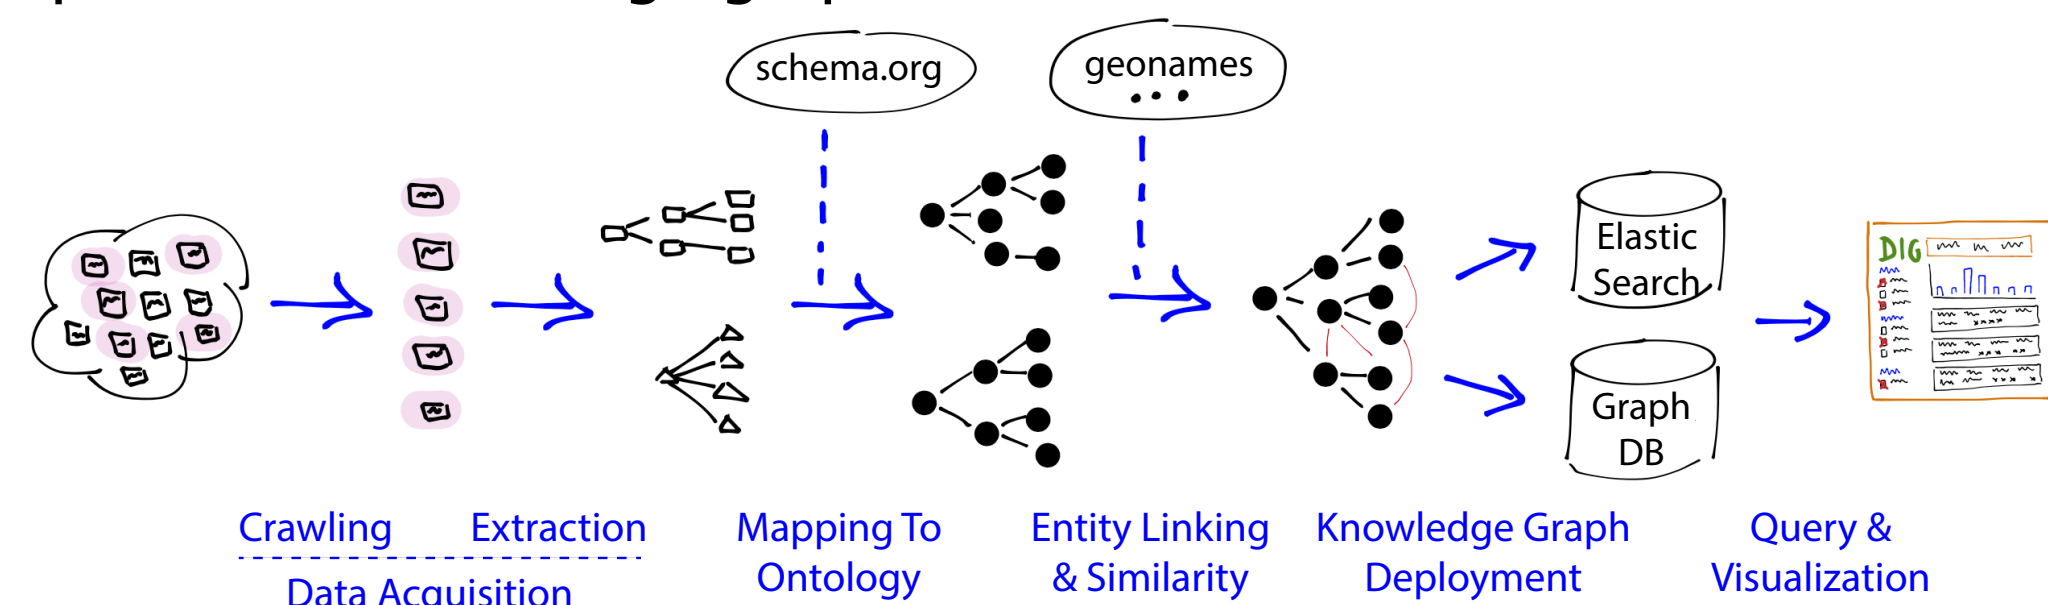 schema.org
geonames
...
Elastic
Search
Graph
DB
DIG
Crawling
Extraction
Data Acquisition
Mapping To
Ontology
Entity Linking
& Similarity
Knowledge Graph
Deployment
Query &
Visualization